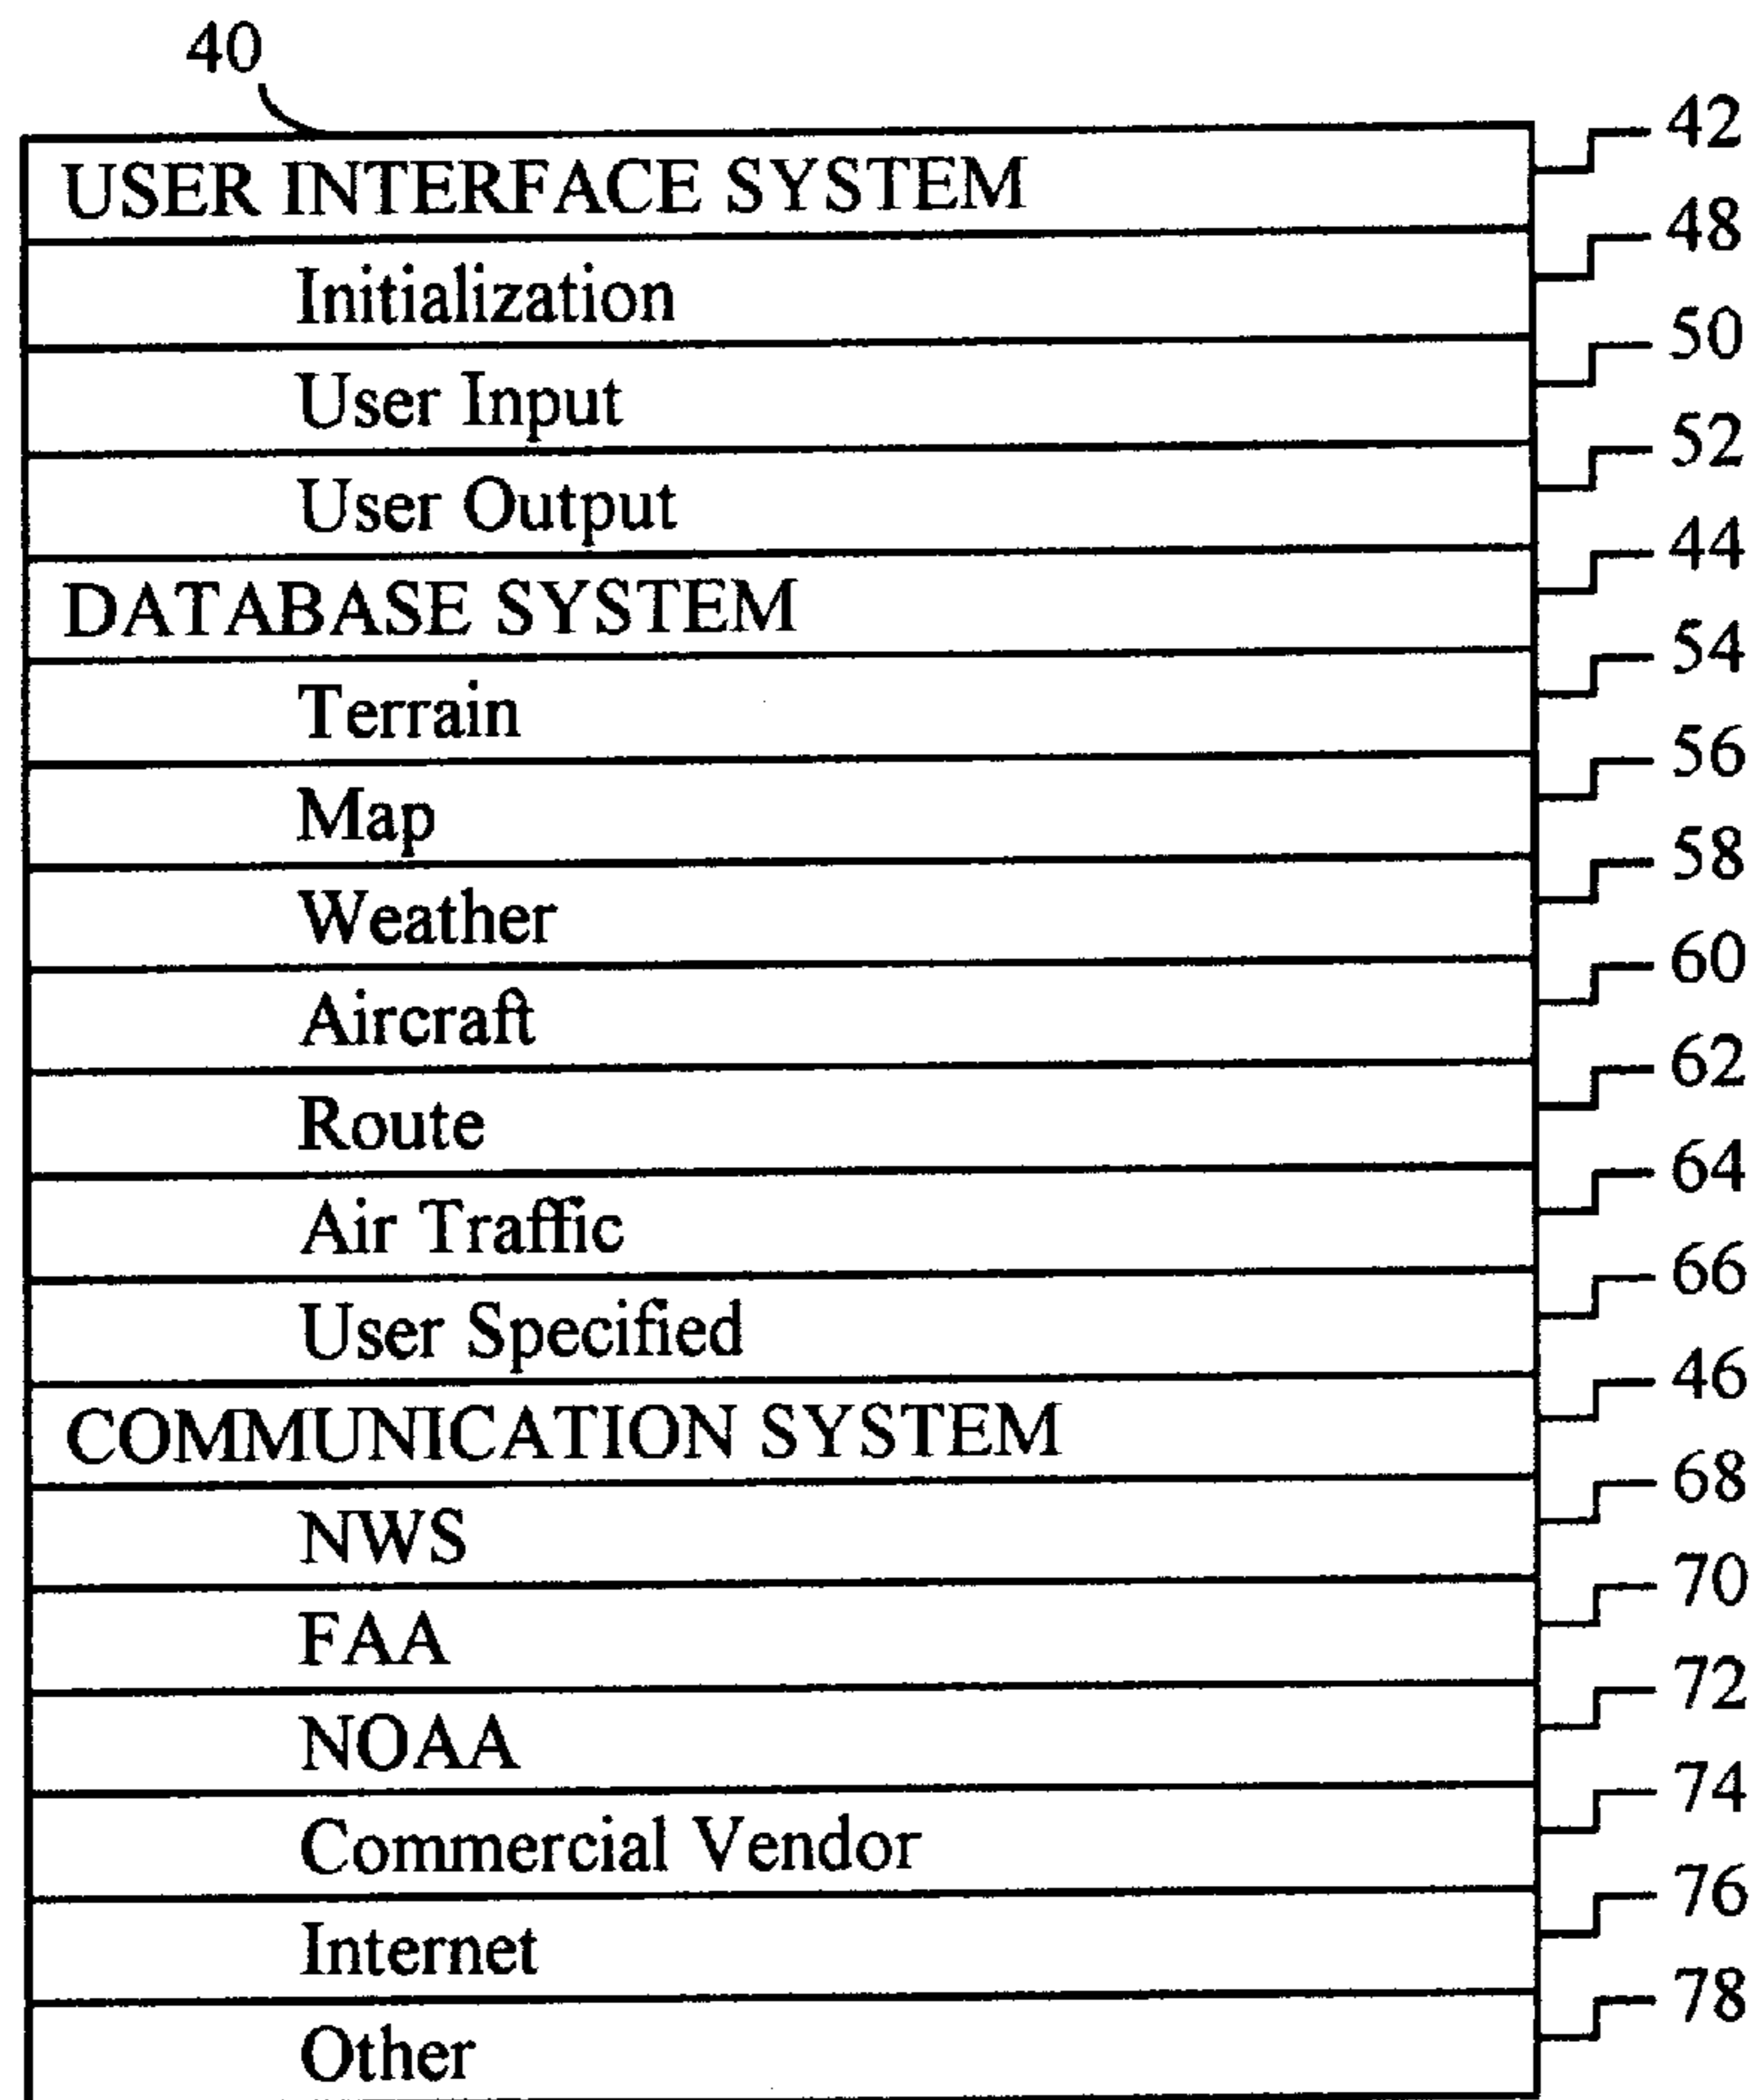 40
USER INTERFACE SYSTEM 42
Initialization 48
User Input 50
User Output 52
DATABASE SYSTEM 44
Terrain 54
Map 56
Weather 58
Aircraft 60
Route 62
Air Traffic 64
User Specified 66
COMMUNICATION SYSTEM 46
NWS 68
FAA 70
NOAA 72
Commercial Vendor 74
Internet 76
Other 78